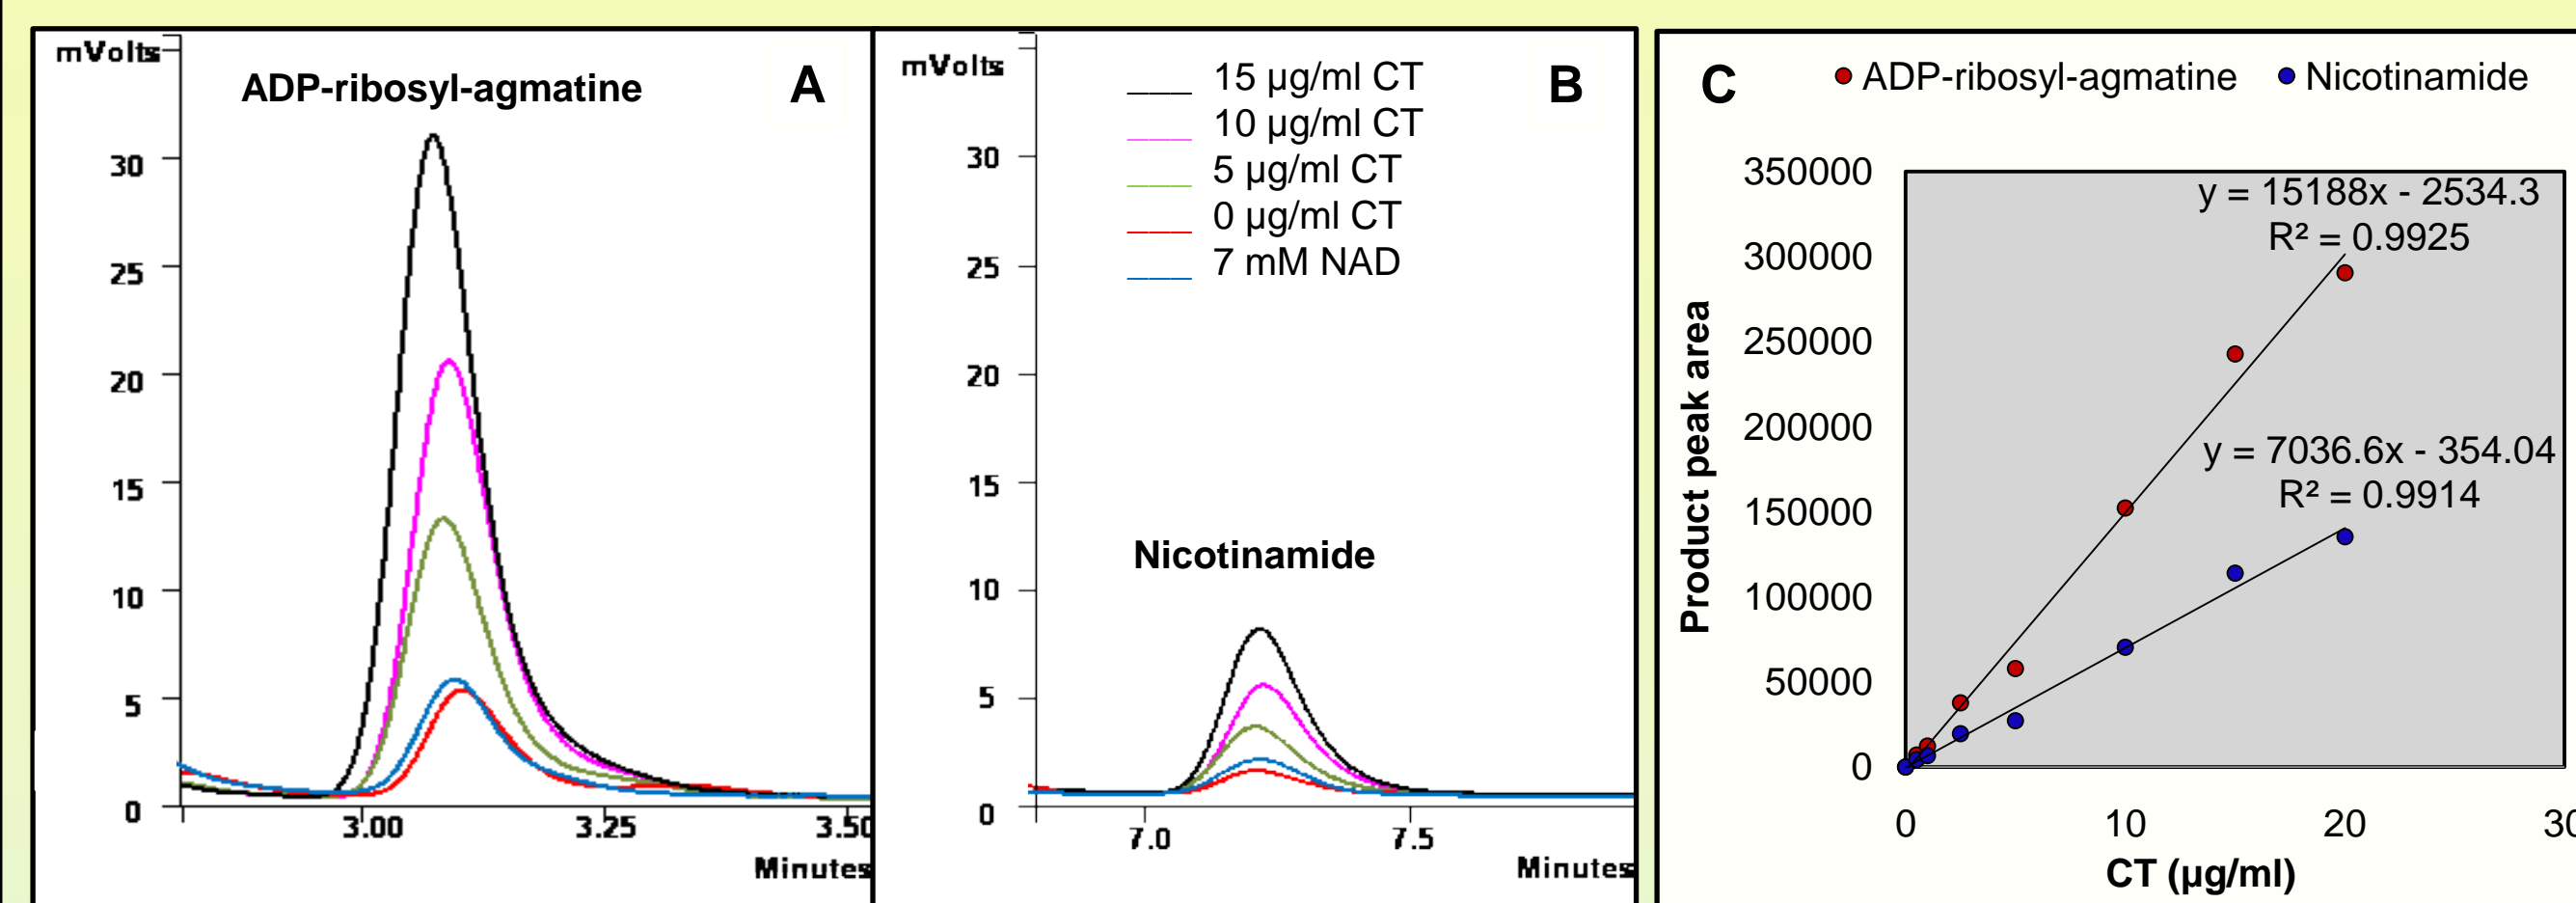 mVolts
ADP-ribosyl-agmatine
A
30
25
20
15
10
5
0
3.00
3.25
3.50
Minutes
mVolts
B
15 µg/ml CT
10 µg/ml CT
5 µg/ml CT
0 µg/ml CT
7 mM NAD
30
25
20
15
10
5
0
Nicotinamide
7.0
7.5
Minutes
C
ADP-ribosyl-agmatine
Nicotinamide
350000
300000
250000
200000
150000
100000
50000
0
y = 15188x - 2534.3
R² = 0.9925
y = 7036.6x - 354.04
R² = 0.9914
Product peak area
0
10
20
30
CT (µg/ml)